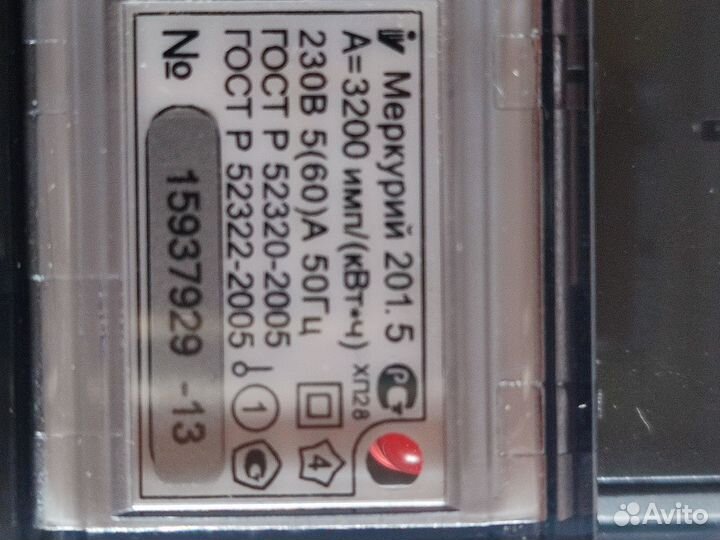 Меркурий 201. 5
A=3200 имп/(кВт•ч) ХП28
230В 5(60)А 50Гц
ГОСТ Р 52320-2005 4
ГОСТ Р 52322-2005 1
№ 15937929 -13
Avito